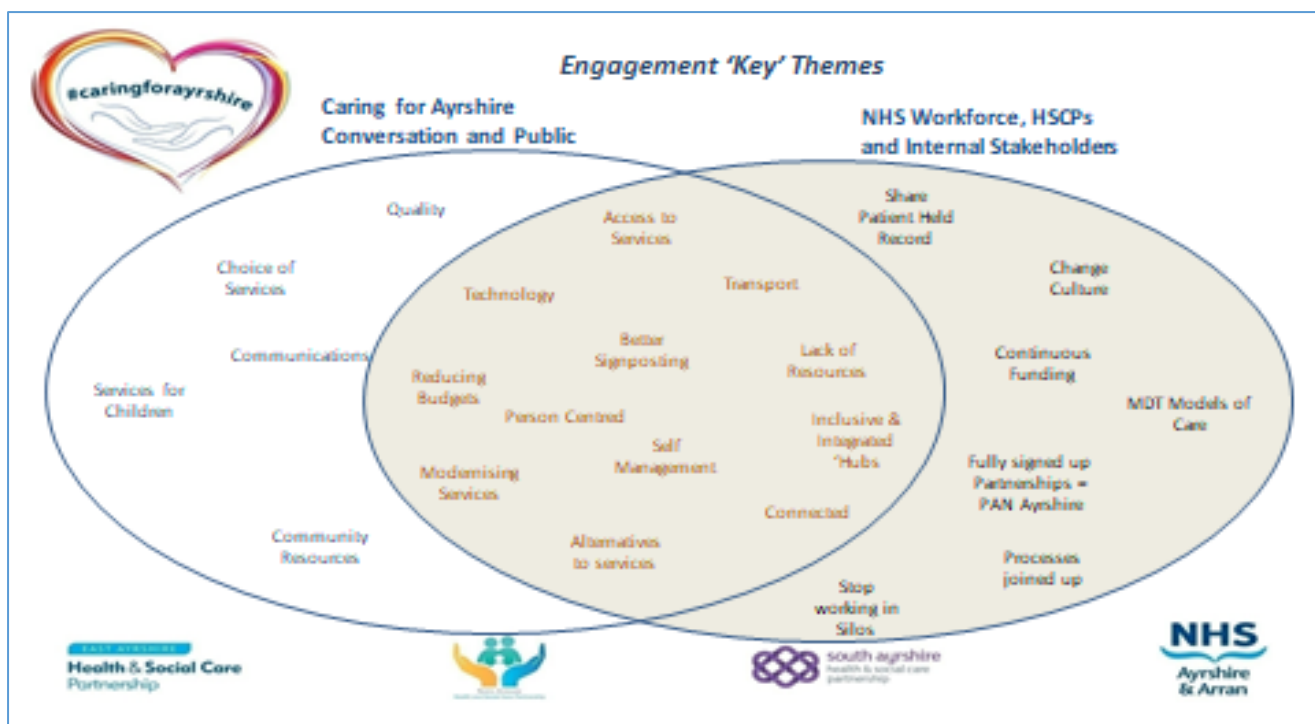 #caringforayrshire
Engagement ‘Key’ Themes
Caring for Ayrshire
Conversation and Public
NHS Workforce, HSCPs
and Internal Stakeholders
Quality
Choice of
Services
Communications
Services for
Children
Community
Resources
Access to
Services
Technology
Transport
Better
Signposting
Lack of
Resources
Reducing
Budgets
Person Centred
Inclusive &
Integrated
‘Hubs
Self
Management
Modernising
Services
Connected
Alternatives
to services
Share
Patient Held
Record
Change
Culture
Continuous
Funding
MDT Models of
Care
Fully signed up
Partnerships =
PAN Ayrshire
Processes
joined up
Stop
working in
Silos
EAST AYRSHIRE
Health & Social Care
Partnership
south ayrshire
health & social care
partnership
NHS
Ayrshire
& Arran